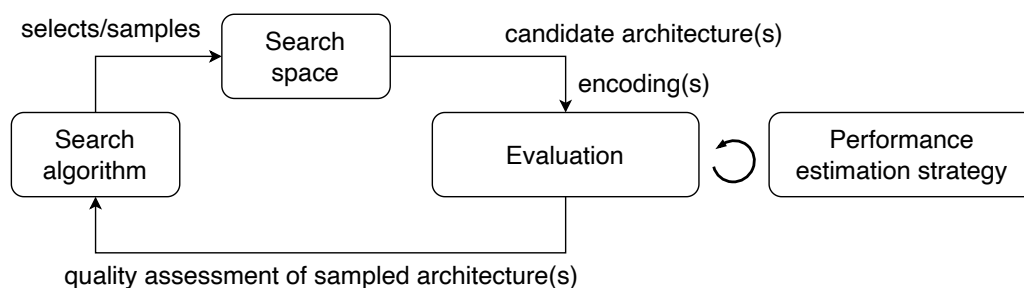 selects/samples
Search
space
candidate architecture(s)
encoding(s)
Search
algorithm
Evaluation
Performance
estimation strategy
quality assessment of sampled architecture(s)